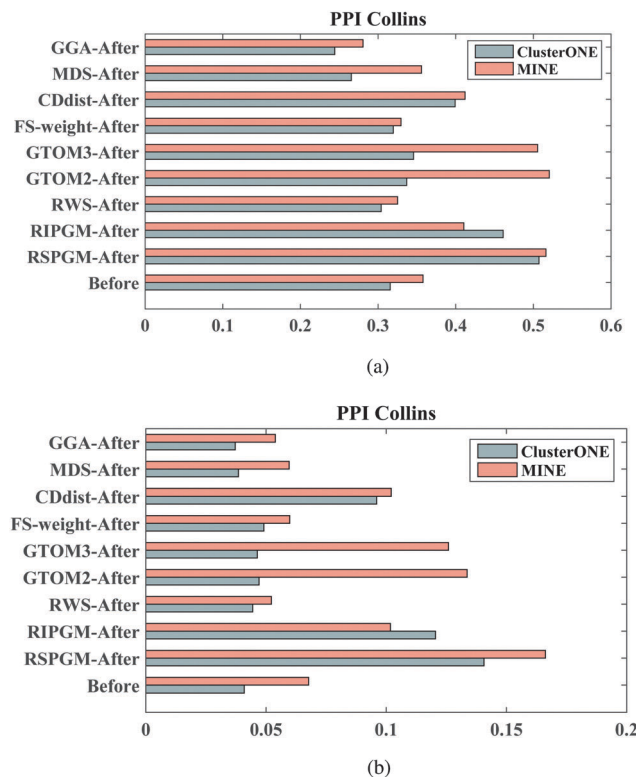 PPI Collins
GGA-After
MDS-After
CDdist-After
FS-weight-After
GTOM3-After
GTOM2-After
RWS-After
RIPGM-After
RSPGM-After
Before
ClusterONE
MINE
0 0.1 0.2 0.3 0.4 0.5 0.6
(a)
PPI Collins
GGA-After
MDS-After
CDdist-After
FS-weight-After
GTOM3-After
GTOM2-After
RWS-After
RIPGM-After
RSPGM-After
Before
ClusterONE
MINE
0 0.05 0.1 0.15 0.2
(b)